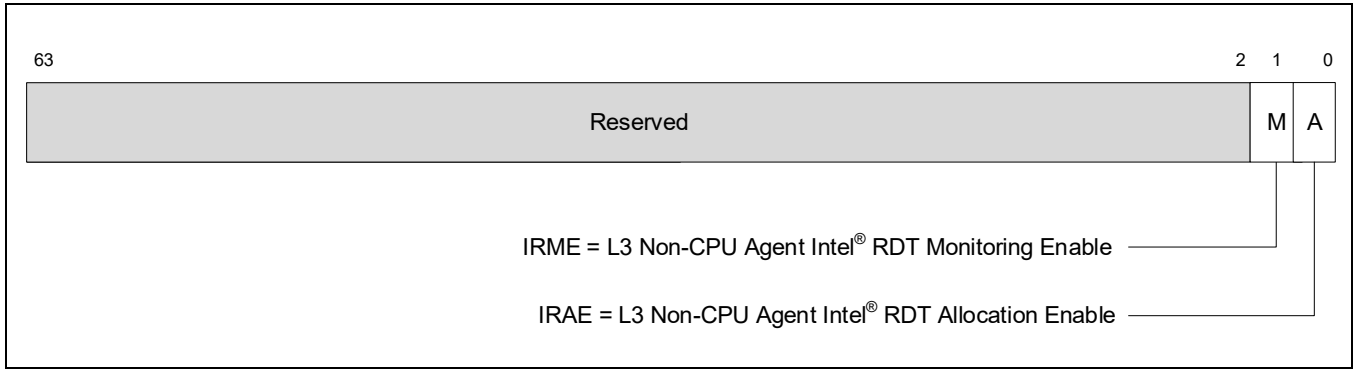 63 2 1 0
Reserved M A
IRME = L3 Non-CPU Agent Intel® RDT Monitoring Enable
IRAE = L3 Non-CPU Agent Intel® RDT Allocation Enable